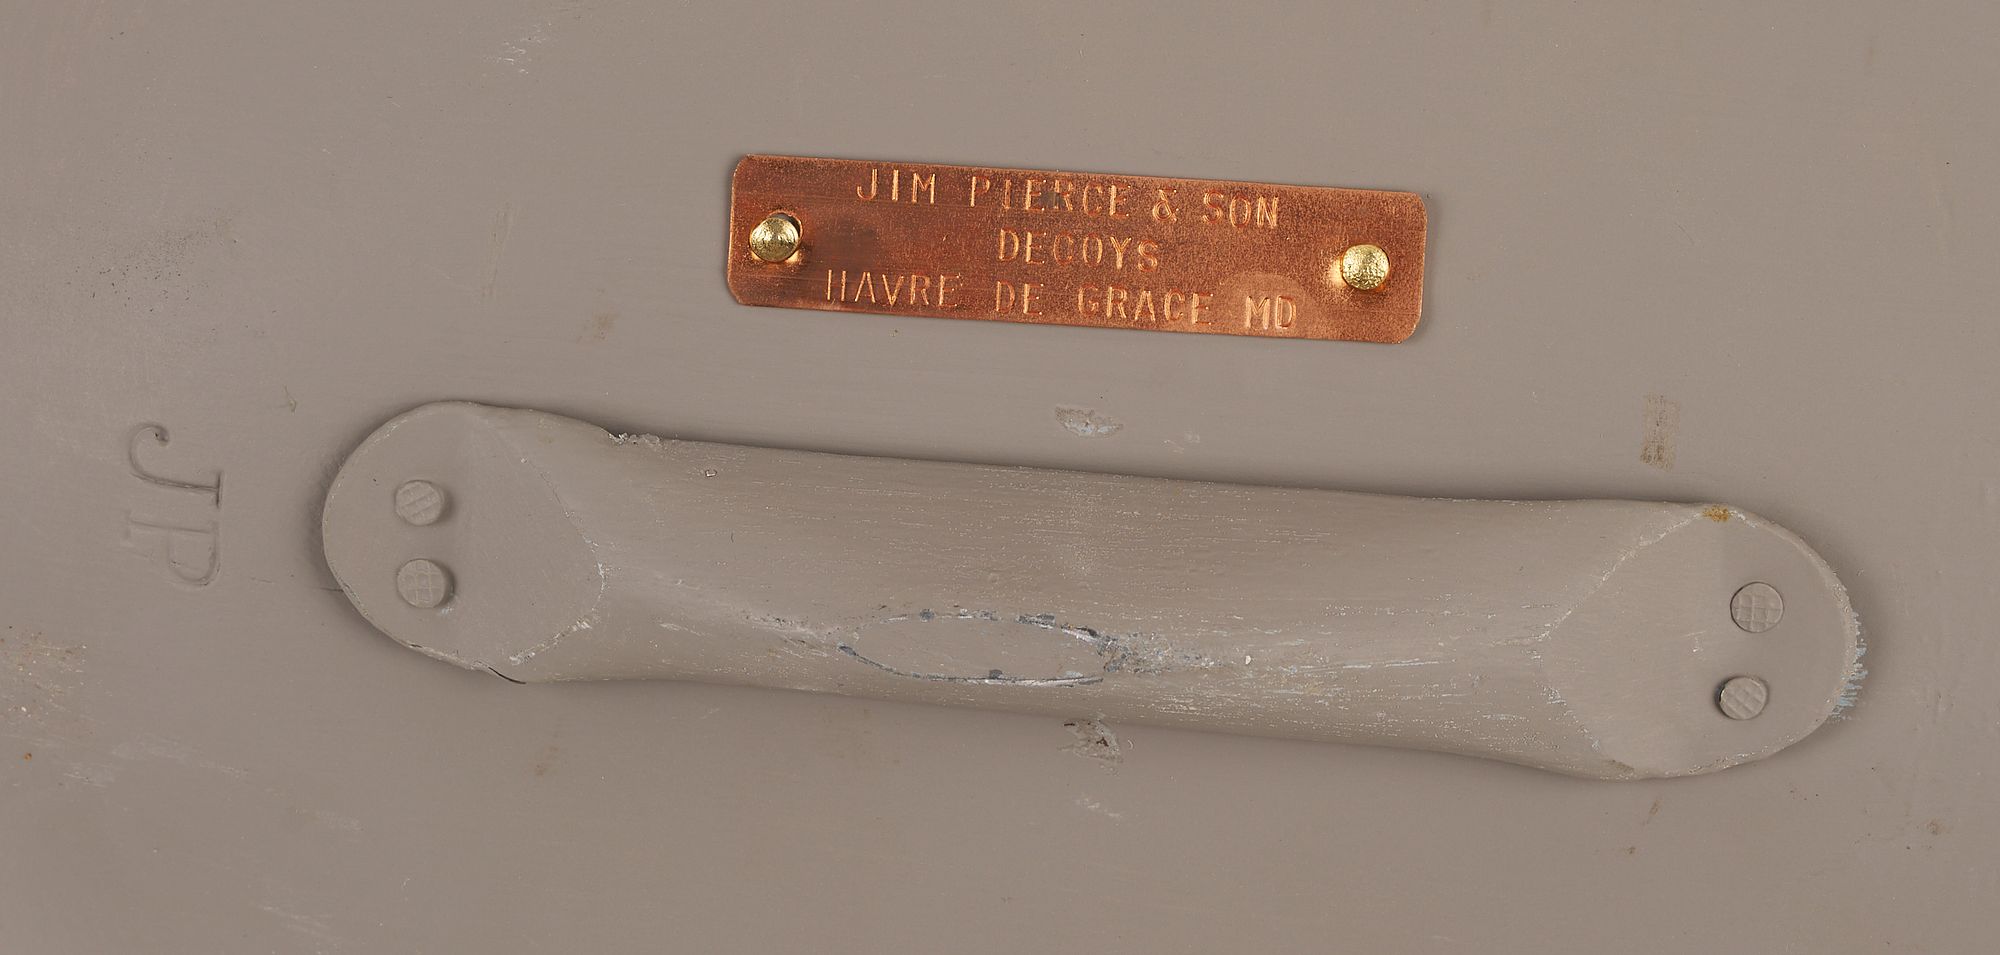 JIM PIERCE & SON
DECOYS
HAVRE DE GRACE MD
JP